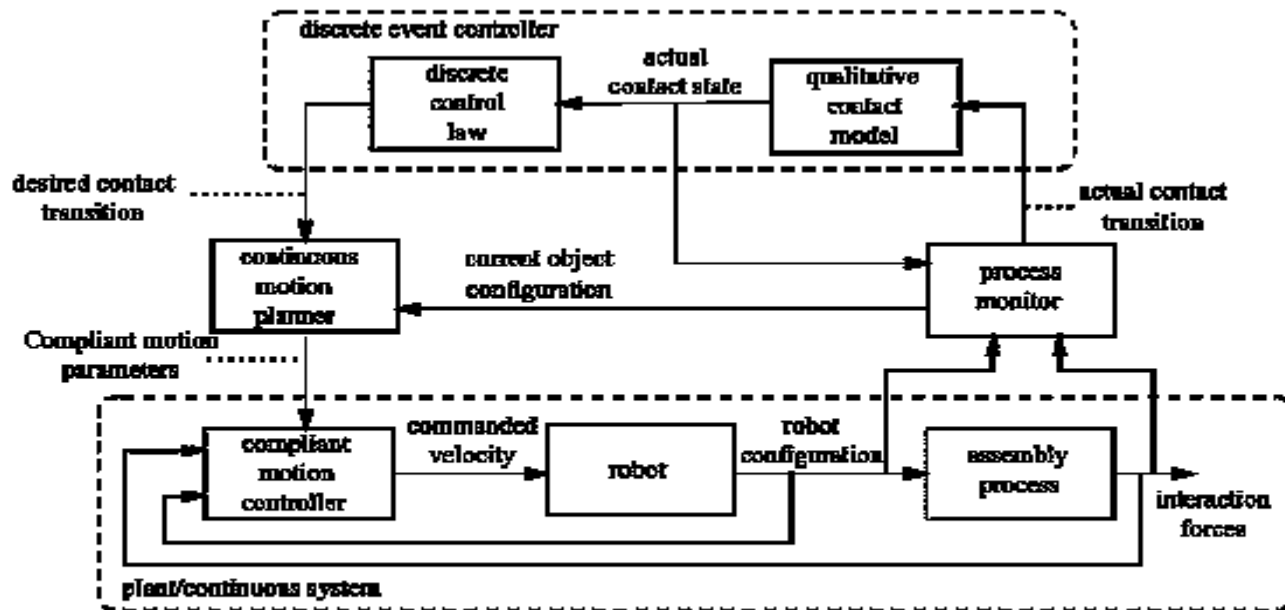 discrete event controller
discrete
control
law
actual
contact state
qualitative
contact
model
desired contact
transition
actual contact
transition
continuous
motion
planner
current object
configuration
process
monitor
Compliant motion
parameters
compliant
motion
controller
commanded
velocity
robot
robot
configuration
assembly
process
interaction
forces
plant/continuous system